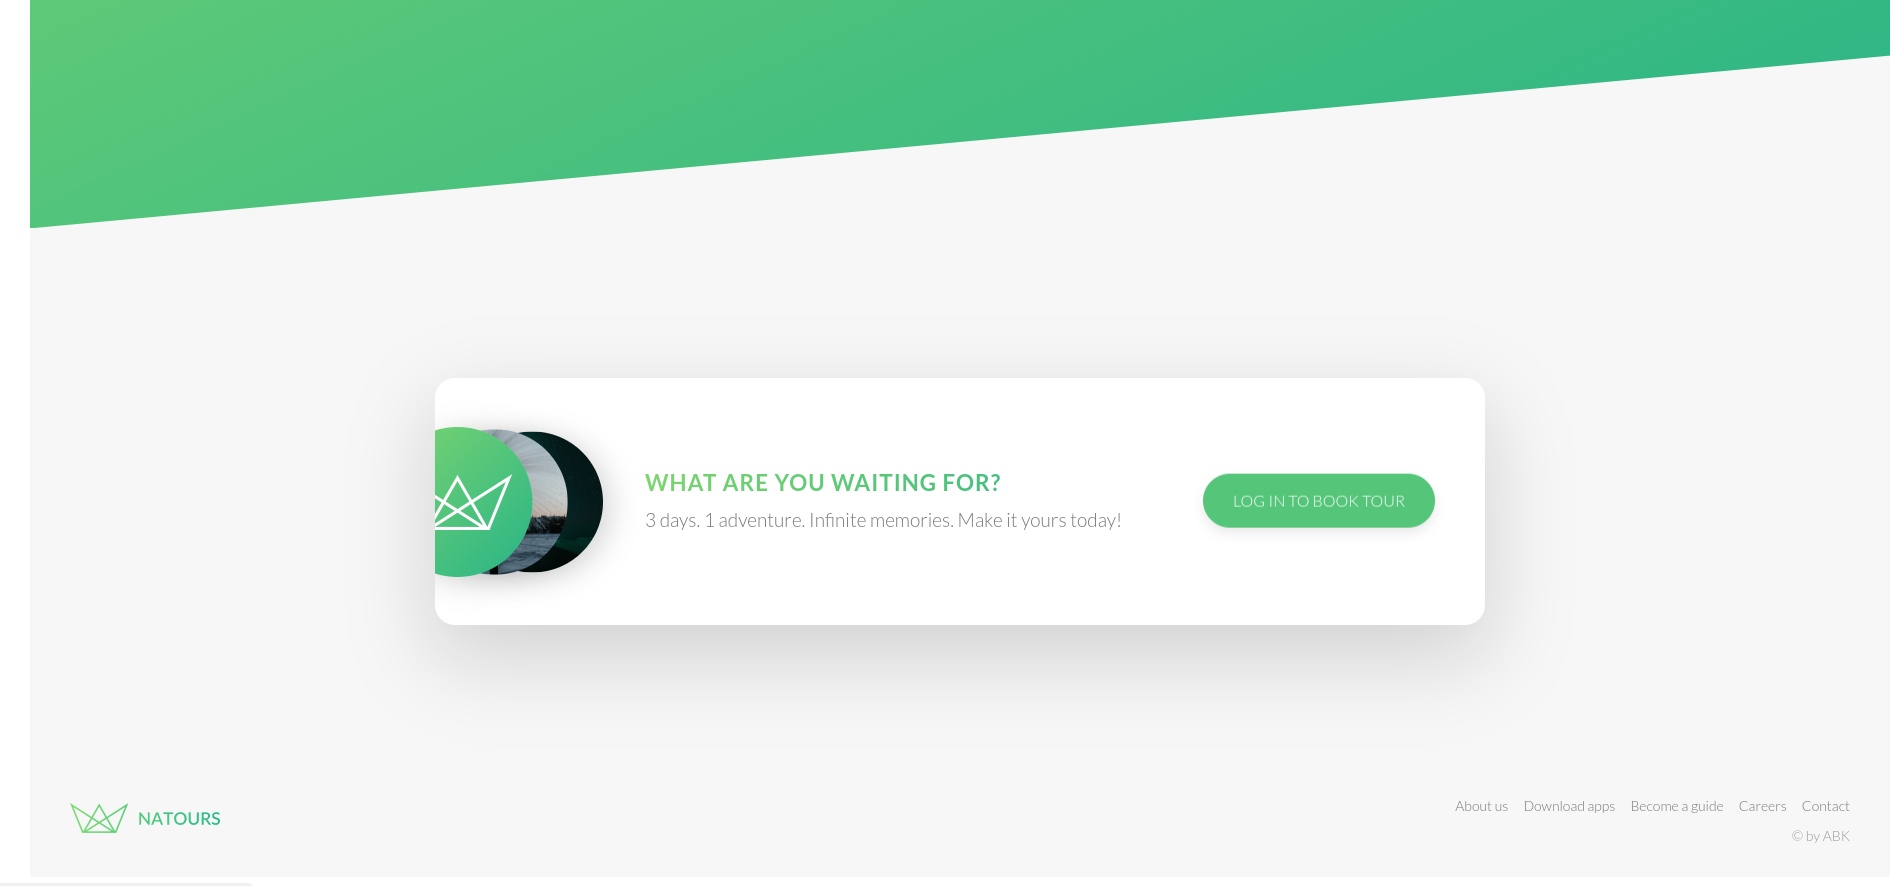 WHAT ARE YOU WAITING FOR?
3 days. 1 adventure. Infinite memories. Make it yours today!
LOG IN TO BOOK TOUR
NATOURS
About us Download apps Become a guide Careers Contact
© by ABK